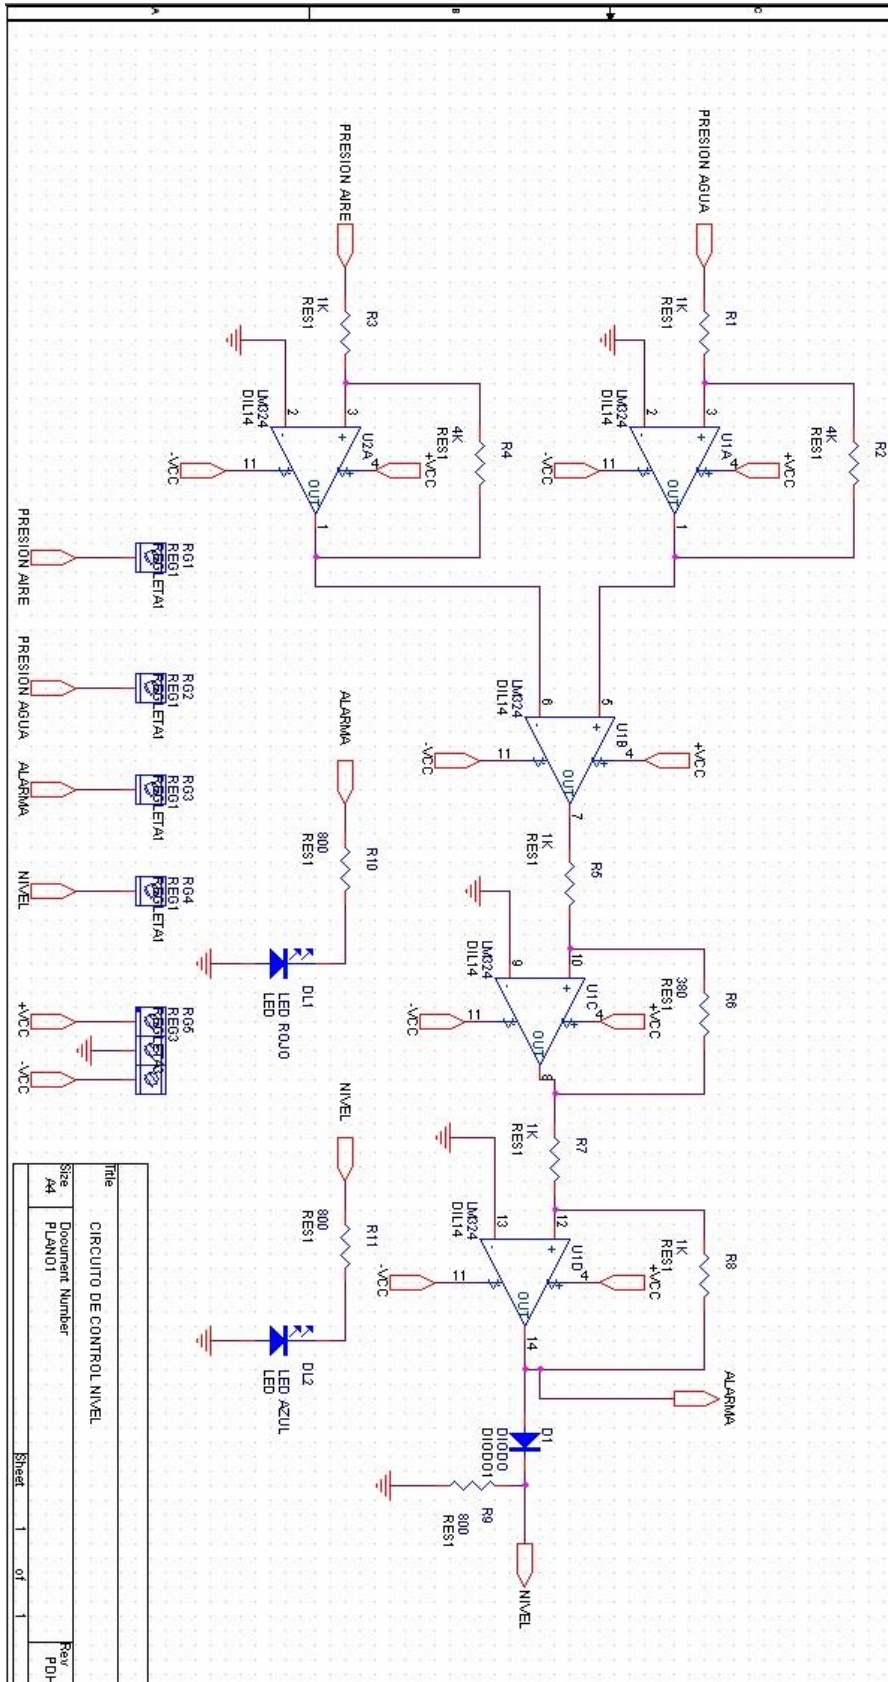 A
B
C
PRESION AGUA
R1
1K
RES1
R2
4K
RES1
3
2
+
-
U1A
LM324
DIL14
+VCC
4
11
-VCC
OUT
1
PRESION AIRE
R3
1K
RES1
R4
4K
RES1
3
2
+
-
U2A
LM324
DIL14
+VCC
4
11
-VCC
OUT
1
5
6
+
-
U1B
LM324
DIL14
+VCC
4
11
-VCC
OUT
7
R5
1K
RES1
R6
380
RES1
10
9
+
-
U1C
LM324
DIL14
+VCC
4
11
-VCC
OUT
8
R7
1K
RES1
R8
1K
RES1
12
13
+
-
U1D
LM324
DIL14
+VCC
4
11
-VCC
OUT
14
ALARMA
D1
DIODO
DIODO1
R9
800
RES1
NIVEL
ALARMA
R10
800
RES1
DL1
LED ROJO
LED
NIVEL
R11
800
RES1
DL2
LED AZUL
LED
RG1
REG1
REGLETA1
PRESION AIRE
RG2
REG1
REGLETA1
PRESION AGUA
RG3
REG1
REGLETA1
ALARMA
RG4
REG1
REGLETA1
NIVEL
RG5
REG3
+VCC
-VCC
Title
CIRCUITO DE CONTROL NIVEL
Size
A4
Document Number
PLANO1
Rev
Sheet 1 of 1